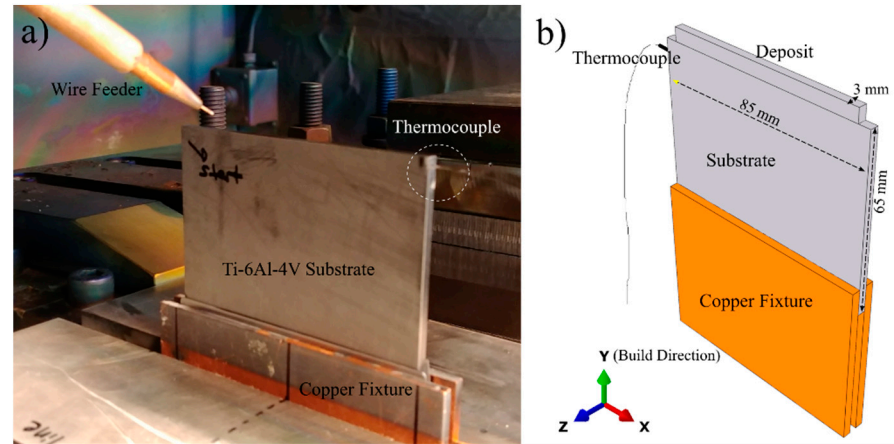 a)
Wire Feeder
Thermocouple
Ti-6Al-4V Substrate
Copper Fixture
b)
Deposit
Thermocouple
3 mm
85 mm
Substrate
65 mm
Copper Fixture
Y (Build Direction)
Z
X